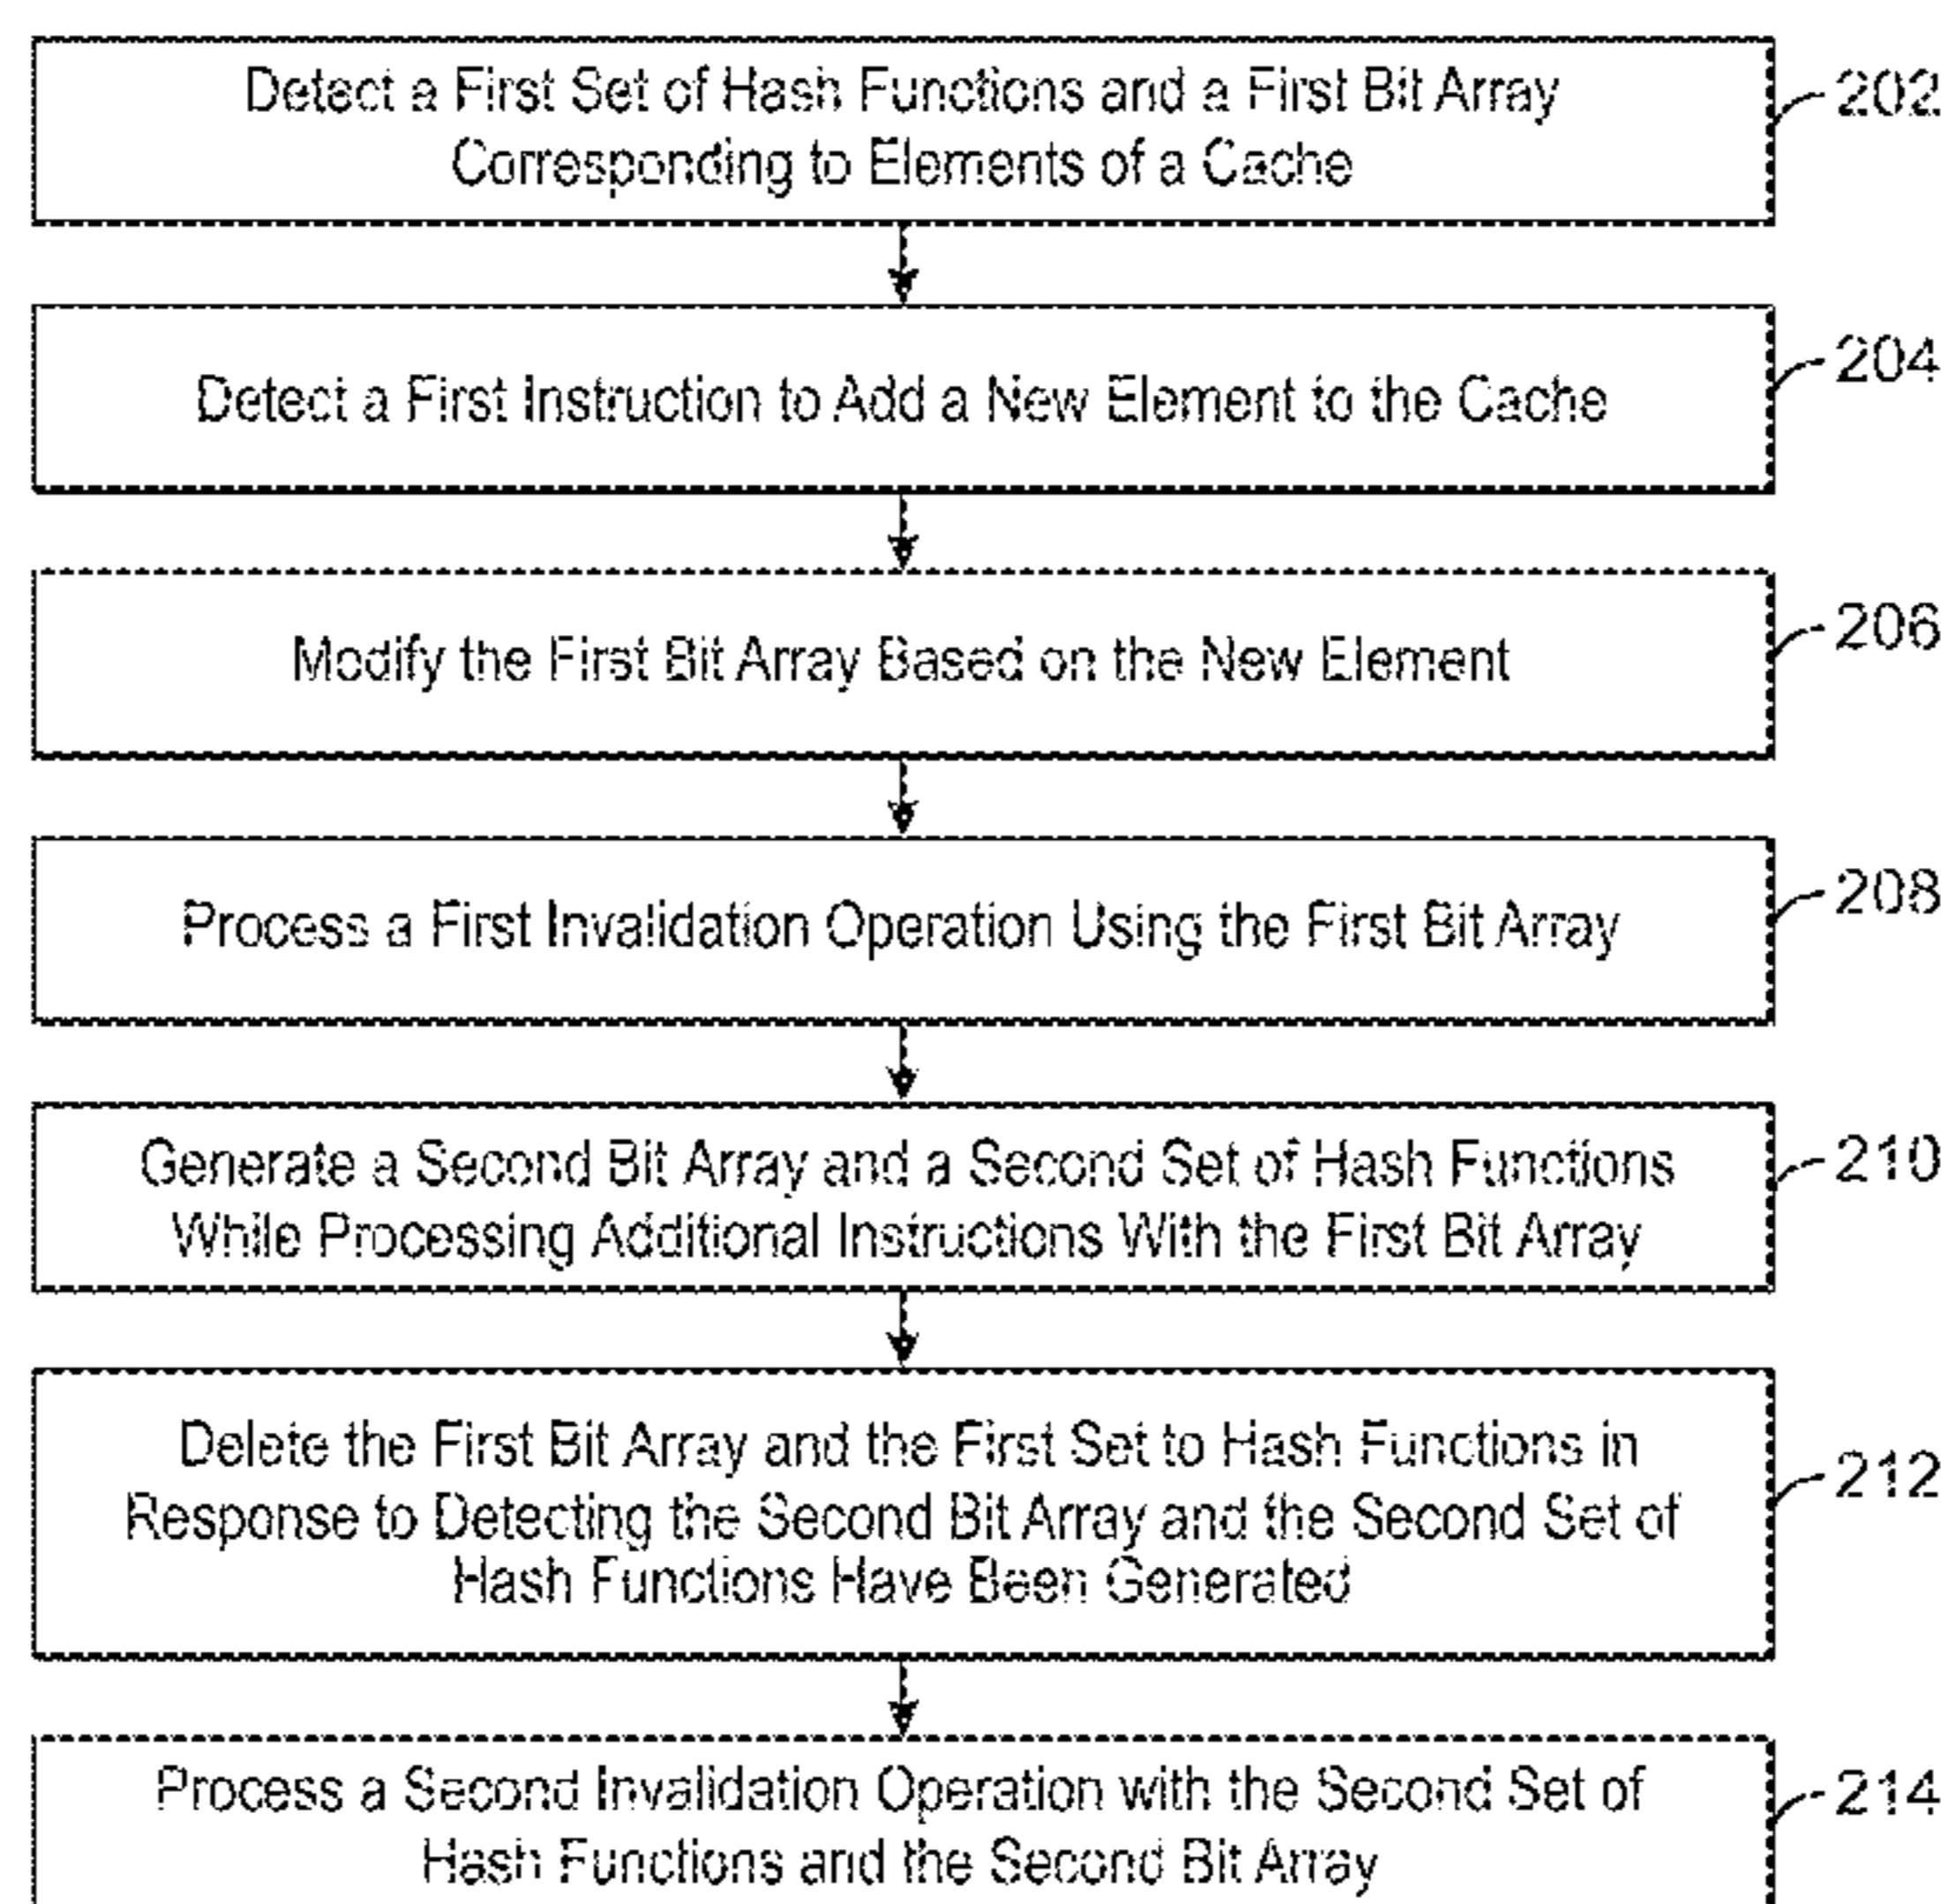 Detect a First Set of Hash Functions and a First Bit Array
Corresponding to Elements of a Cache
202
Detect a First Instruction to Add a New Element to the Cache
204
Modify the First Bit Array Based on the New Element
206
Process a First Invalidation Operation Using the First Bit Array
208
Generate a Second Bit Array and a Second Set of Hash Functions
While Processing Additional Instructions With the First Bit Array
210
Delete the First Bit Array and the First Set to Hash Functions in
Response to Detecting the Second Bit Array and the Second Set of
Hash Functions Have Been Generated
212
Process a Second Invalidation Operation with the Second Set of
Hash Functions and the Second Bit Array
214